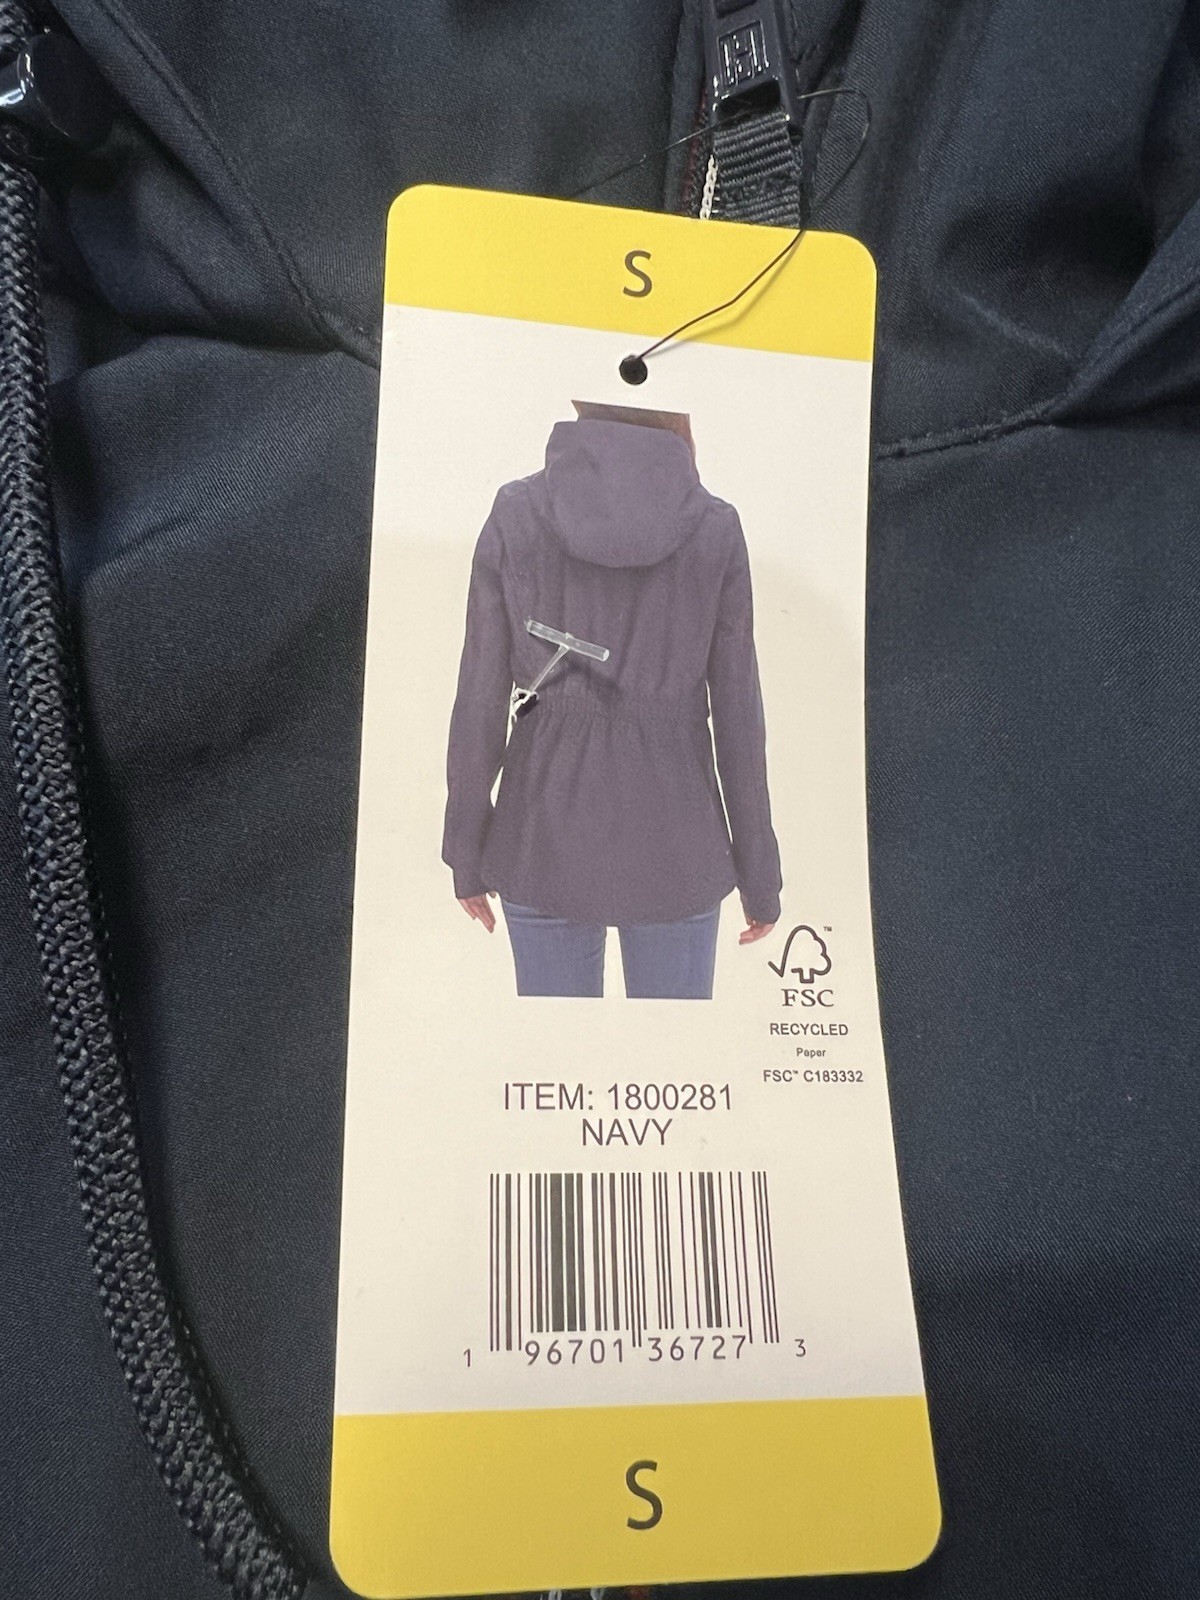 S
FSC
RECYCLED
Paper
FSC™ C183332
ITEM: 1800281
NAVY
1 96701 36727 3
S